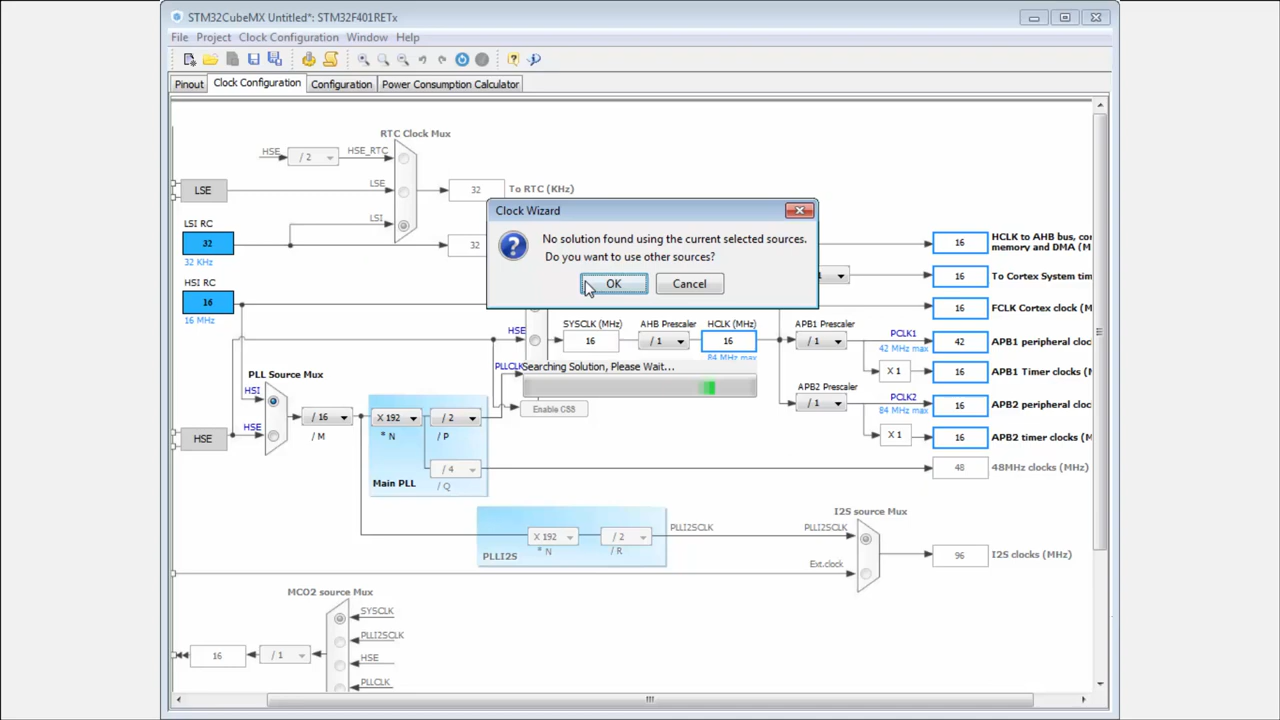 STM32CubeMX Untitled*: STM32F401RETx
File Project Clock Configuration Window Help
Pinout Clock Configuration Configuration Power Consumption Calculator
RTC Clock Mux
HSE / 2 HSE_RTC
LSE LSE 32 To RTC (KHz)
LSI RC LSI
32 32
32 KHz
Clock Wizard
No solution found using the current selected sources.
Do you want to use other sources?
OK Cancel
16 HCLK to AHB bus, cor
memory and DMA (M
16 To Cortex System tim
HSI RC
16
16 MHz
16 FCLK Cortex clock (M
HSE SYSCLK (MHz) AHB Prescaler HCLK (MHz) APB1 Prescaler
16 / 1 16 / 1
84 MHz max
PCLK1
42 MHz max
42 APB1 peripheral cloc
X 1 16 APB1 Timer clocks (M
PLLCLK Searching Solution, Please Wait...
Enable CSS
APB2 Prescaler
/ 1
PCLK2
84 MHz max
16 APB2 peripheral cloc
X 1 16 APB2 timer clocks (M
PLL Source Mux
HSI
/ 16 X 192 / 2
/ M * N / P
HSE HSE
/ 4 48 48MHz clocks (MHz)
Main PLL / Q
I2S source Mux
X 192 / 2 PLLI2SCLK PLLI2SCLK
PLLI2S * N / R
96 I2S clocks (MHz)
Ext.clock
MCO2 source Mux
SYSCLK
PLLI2SCLK
16 / 1 HSE
PLLCLK